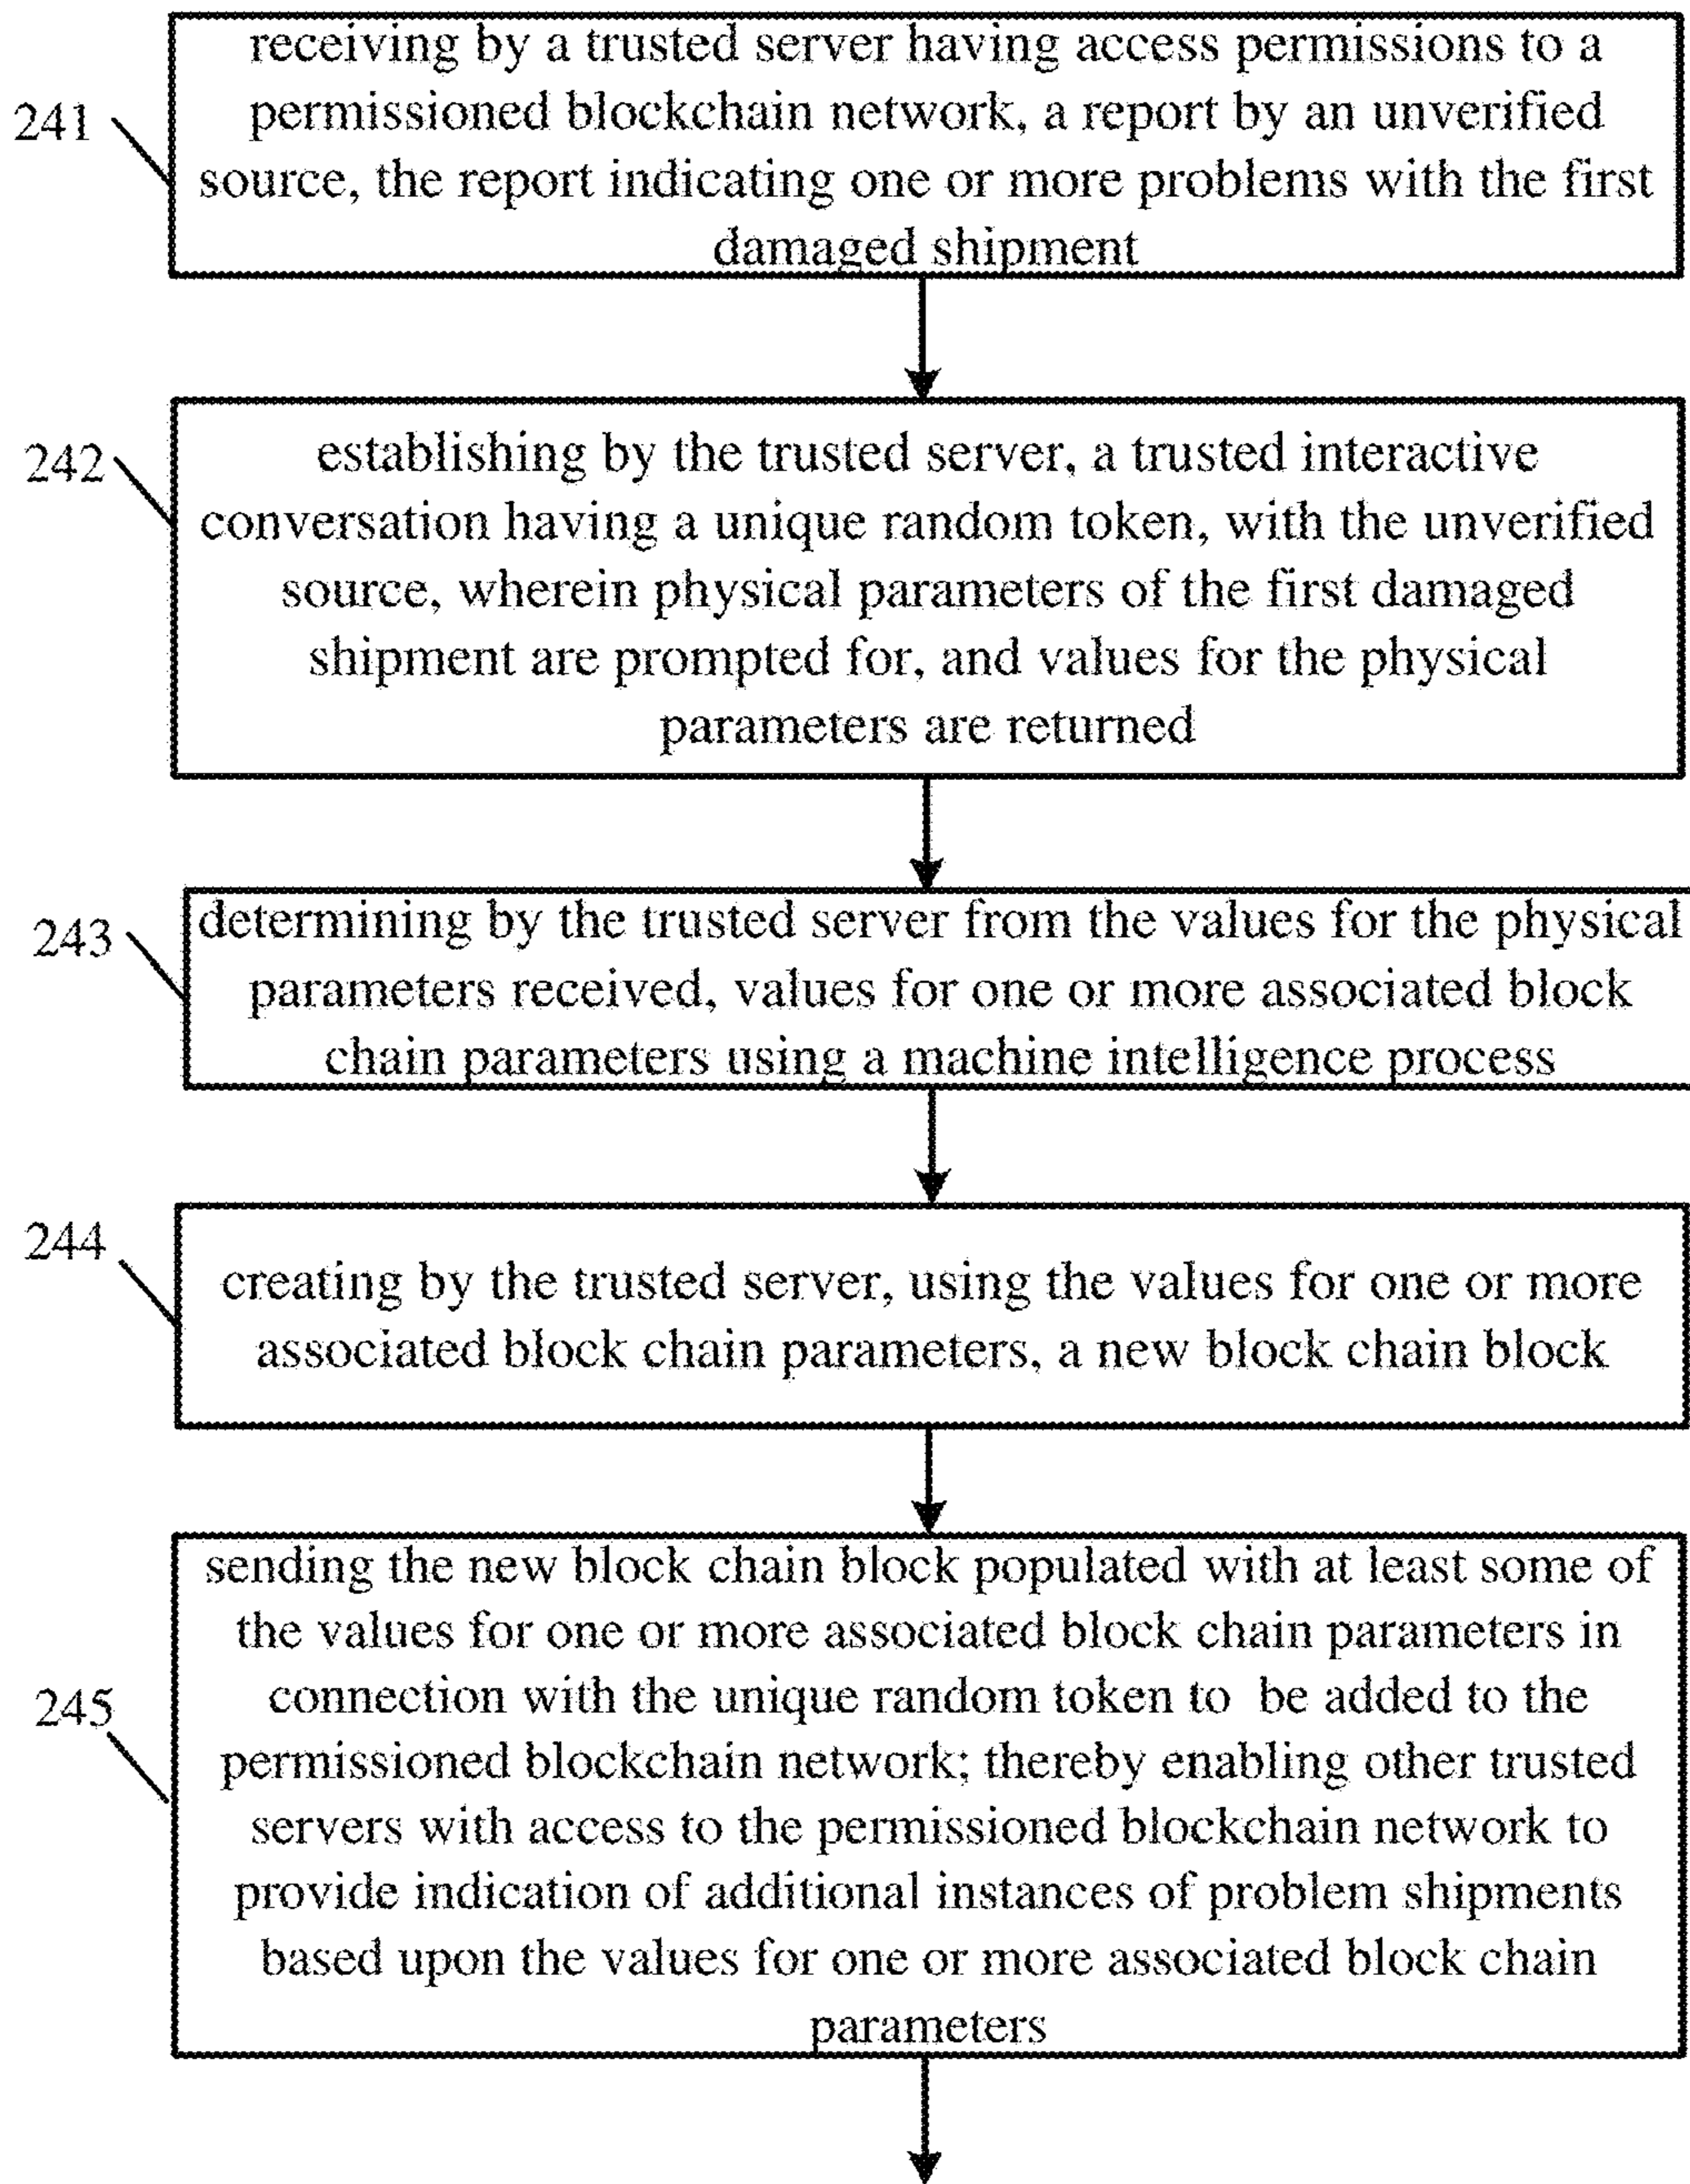 receiving by a trusted server having access permissions to a
241
permissioned blockchain network, a report by an unverified
source, the report indicating one or more problems with the first
damaged shipment
242
establishing by the trusted server, a trusted interactive
conversation having a unique random token, with the unverified
source, wherein physical parameters of the first damaged
shipment are prompted for, and values for the physical
parameters are returned
243
determining by the trusted server from the values for the physical
parameters received, values for one or more associated block
chain parameters using a machine intelligence process
244
creating by the trusted server, using the values for one or more
associated block chain parameters, a new block chain block
245
sending the new block chain block populated with at least some of
the values for one or more associated block chain parameters in
connection with the unique random token to be added to the
permissioned blockchain network; thereby enabling other trusted
servers with access to the permissioned blockchain network to
provide indication of additional instances of problem shipments
based upon the values for one or more associated block chain
parameters